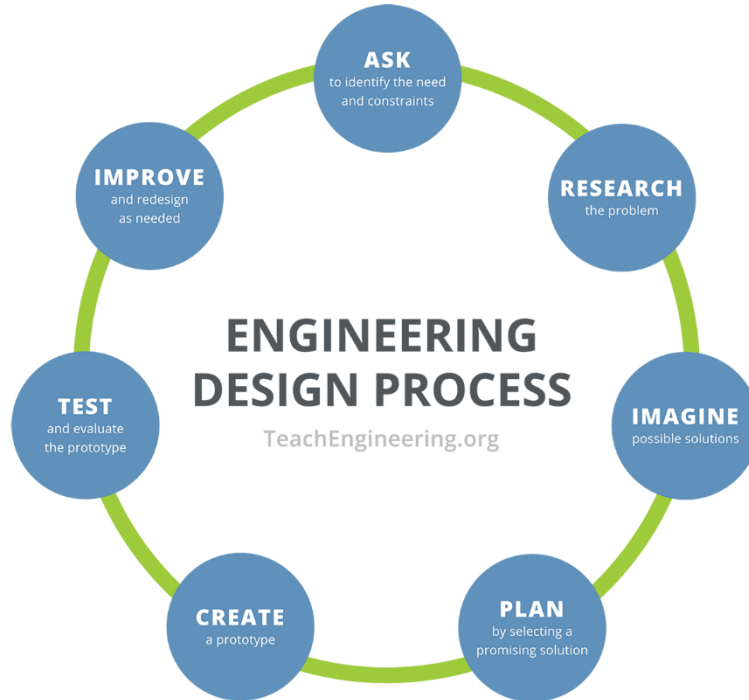 ASK
to identify the need
and constraints
RESEARCH
the problem
IMAGINE
possible solutions
PLAN
by selecting a
promising solution
CREATE
a prototype
TEST
and evaluate
the prototype
IMPROVE
and redesign
as needed
ENGINEERING
DESIGN PROCESS
TeachEngineering.org